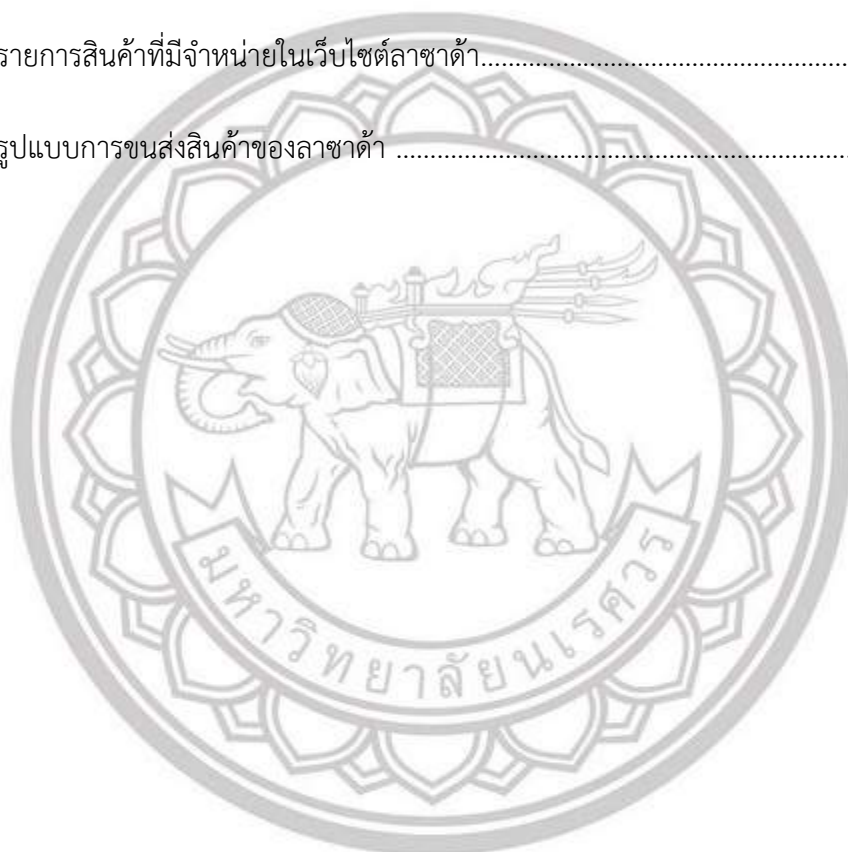 รายการสินค้าที่มีจำหน่ายในเว็บไซต์ลาซาด้า......................................................
รูปแบบการขนส่งสินค้าของลาซาด้า ....................................................................
มหาวิทยาลัยนเรศวร